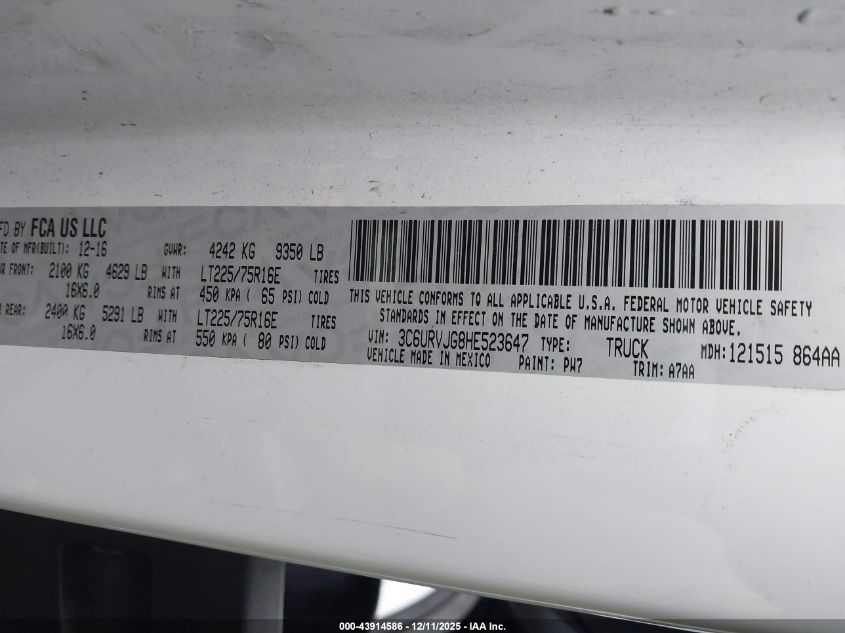 FD BY FCA US LLC
TE OF MFR(BUILT): 12-16 GVWR: 4242 KG 9350 LB
R FRONT: 2100 KG 4629 LB WITH LT225/75R16E TIRES
16X6.0 RIMS AT 450 KPA ( 65 PSI) COLD
REAR: 2400 KG 5291 LB WITH LT225/75R16E TIRES
16X6.0 RIMS AT 550 KPA ( 80 PSI) COLD
THIS VEHICLE CONFORMS TO ALL APPLICABLE U.S.A. FEDERAL MOTOR VEHICLE SAFETY
STANDARDS IN EFFECT ON THE DATE OF MANUFACTURE SHOWN ABOVE.
VIN: 3C6URVJG8HE523647 TYPE: TRUCK MDH: 121515 864AA
VEHICLE MADE IN MEXICO PAINT: PW7 TRIM: A7AA
000-43914586 - 12/11/2025 - IAA Inc.